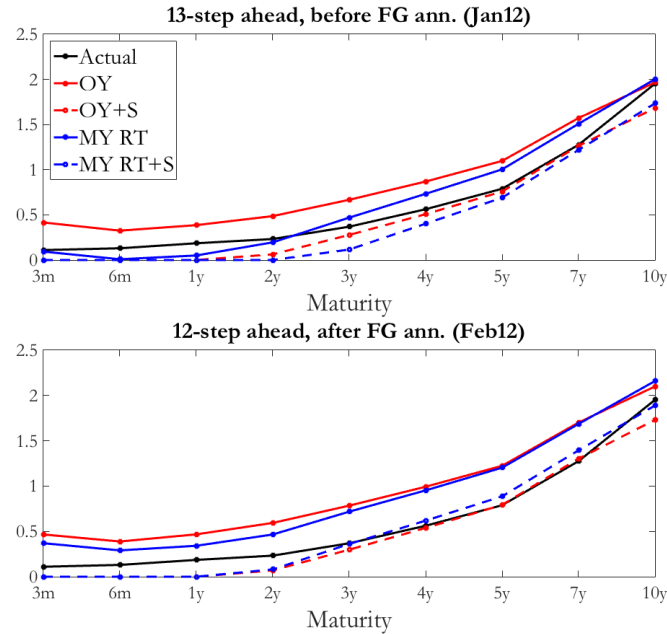 13-step ahead, before FG ann. (Jan12)
2.5
2
1.5
1
0.5
0
Actual
OY
OY+S
MY RT
MY RT+S
3m 6m 1y 2y 3y 4y 5y 7y 10y
Maturity
12-step ahead, after FG ann. (Feb12)
2.5
2
1.5
1
0.5
0
3m 6m 1y 2y 3y 4y 5y 7y 10y
Maturity